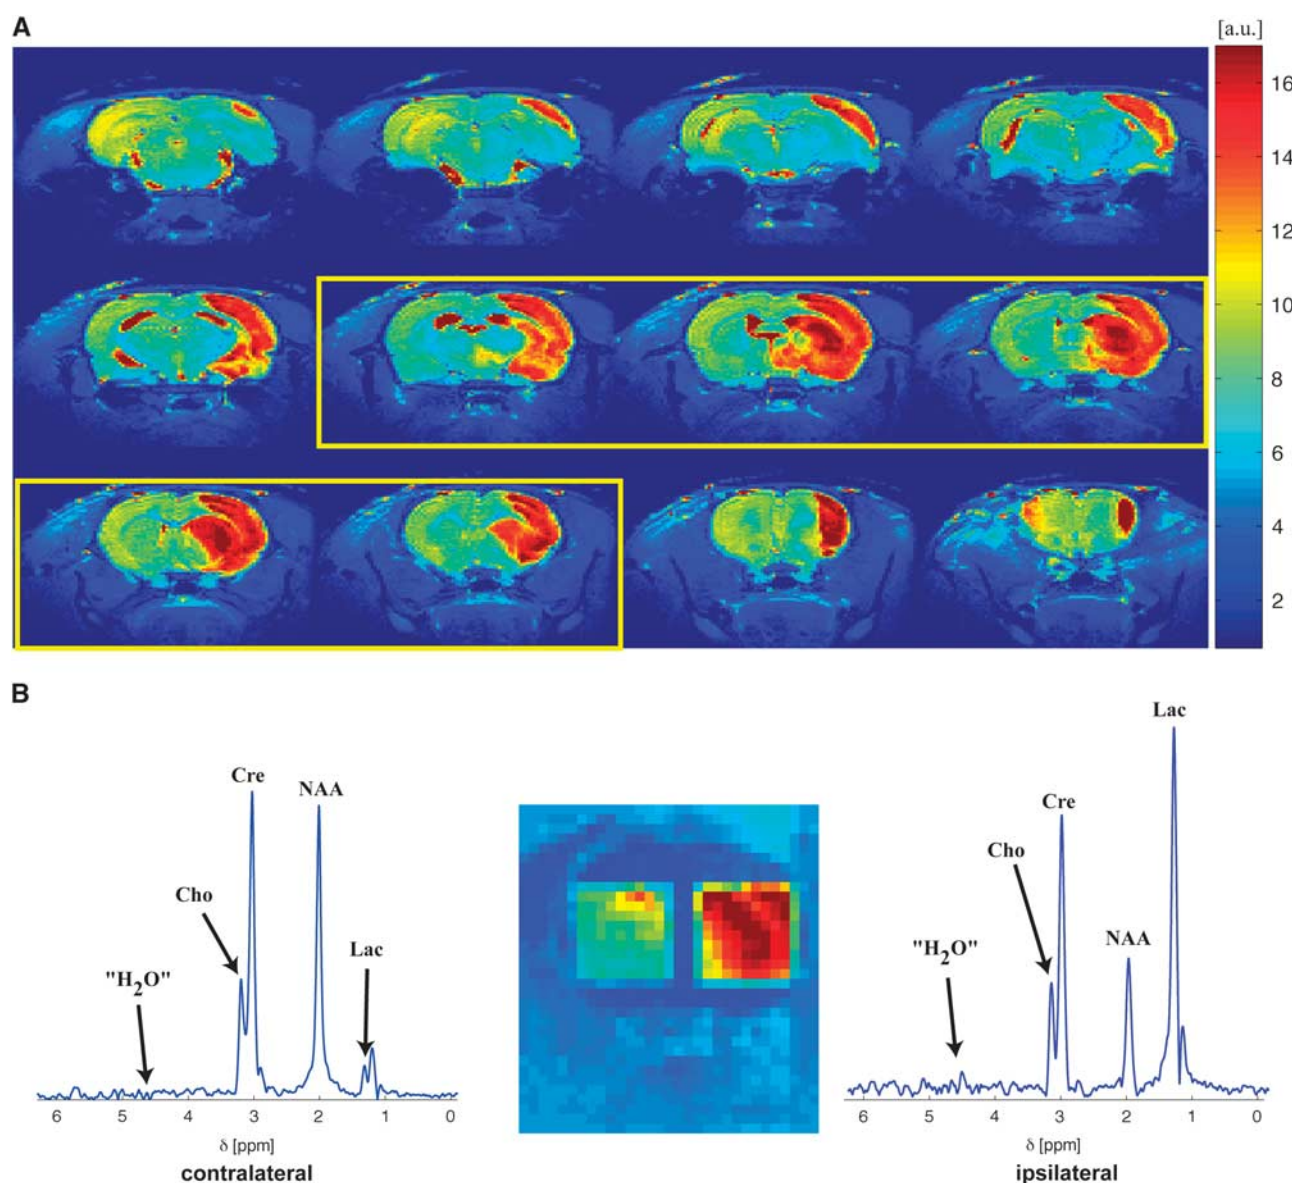 A
[a.u.]
16
14
12
10
8
6
4
2
B
Lac
Cre
NAA
Cre
Cho
Cho
Lac
NAA
"H2O"
"H2O"
6 5 4 3 2 1 0
6 5 4 3 2 1 0
δ [ppm]
δ [ppm]
contralateral
ipsilateral